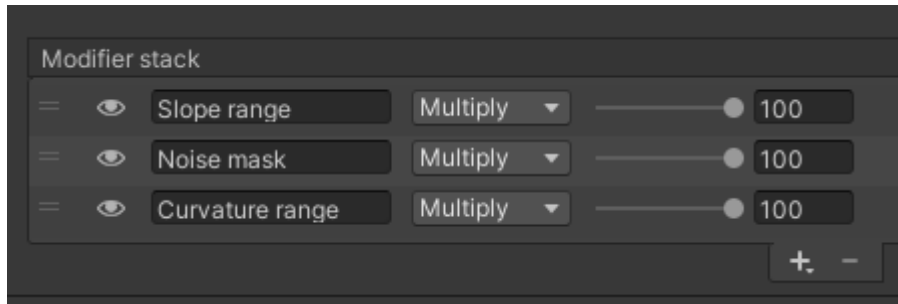 Modifier stack
Slope range Multiply 100
Noise mask Multiply 100
Curvature range Multiply 100